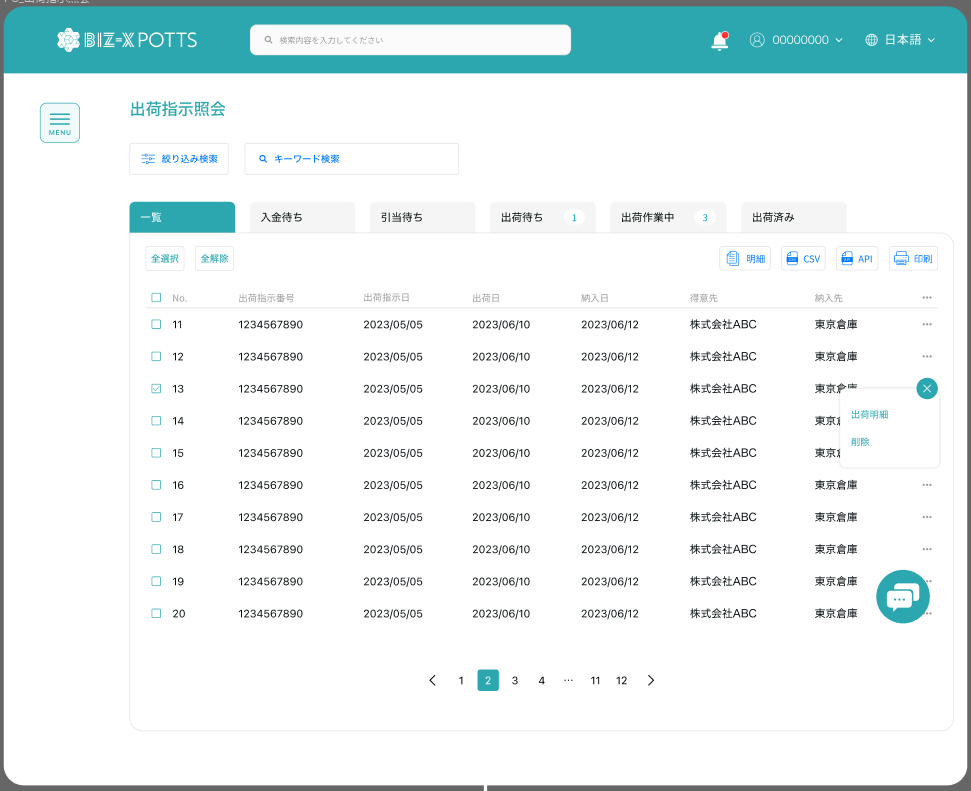 PC_出荷指示照会
BIZ-X POTTS
検索内容を入力してください
00000000
日本語
MENU
出荷指示照会
絞り込み検索
キーワード検索
一覧
入金待ち
引当待ち
出荷待ち 1
出荷作業中 3
出荷済み
全選択
全解除
明細
CSV
API
印刷
No. 出荷指示番号 出荷指示日 出荷日 納入日 得意先 納入先 ···
11 1234567890 2023/05/05 2023/06/10 2023/06/12 株式会社ABC 東京倉庫 ···
12 1234567890 2023/05/05 2023/06/10 2023/06/12 株式会社ABC 東京倉庫 ···
13 1234567890 2023/05/05 2023/06/10 2023/06/12 株式会社ABC 東京倉庫
出荷明細
削除
14 1234567890 2023/05/05 2023/06/10 2023/06/12 株式会社ABC 東京
15 1234567890 2023/05/05 2023/06/10 2023/06/12 株式会社ABC 東京
16 1234567890 2023/05/05 2023/06/10 2023/06/12 株式会社ABC 東京倉庫 ···
17 1234567890 2023/05/05 2023/06/10 2023/06/12 株式会社ABC 東京倉庫 ···
18 1234567890 2023/05/05 2023/06/10 2023/06/12 株式会社ABC 東京倉庫 ···
19 1234567890 2023/05/05 2023/06/10 2023/06/12 株式会社ABC 東京倉庫
20 1234567890 2023/05/05 2023/06/10 2023/06/12 株式会社ABC 東京倉庫
1 2 3 4 ··· 11 12